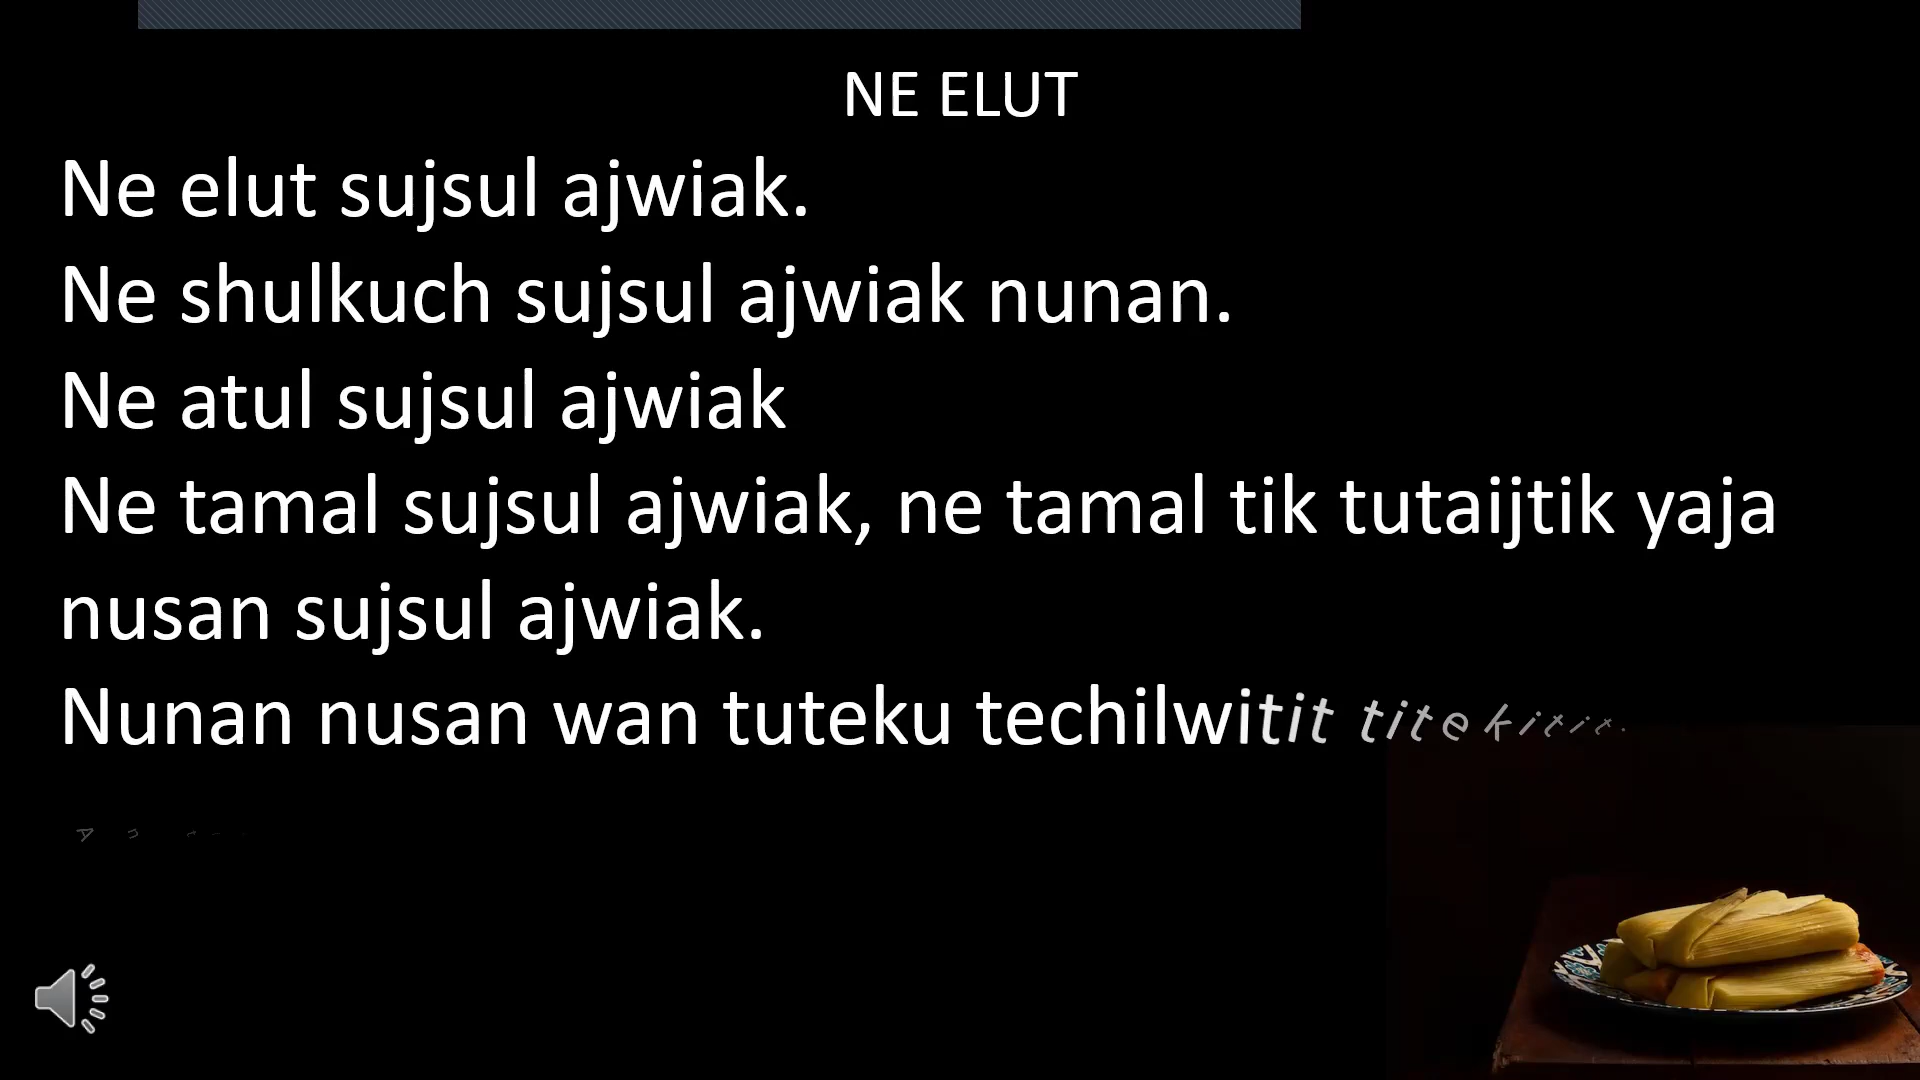 NE ELUT
Ne elut sujsul ajwiak.
Ne shulkuch sujsul ajwiak nunan.
Ne atul sujsul ajwiak
Ne tamal sujsul ajwiak, ne tamal tik tutaijtik yaja
nusan sujsul ajwiak.
Nunan nusan wan tuteku techilwitit titekitit.